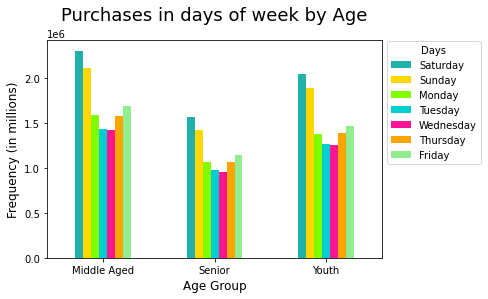 Purchases in days of week by Age
1e6
2.0
1.5
1.0
0.5
0.0
Frequency (in millions)
Middle Aged
Senior
Youth
Age Group
Days
Saturday
Sunday
Monday
Tuesday
Wednesday
Thursday
Friday